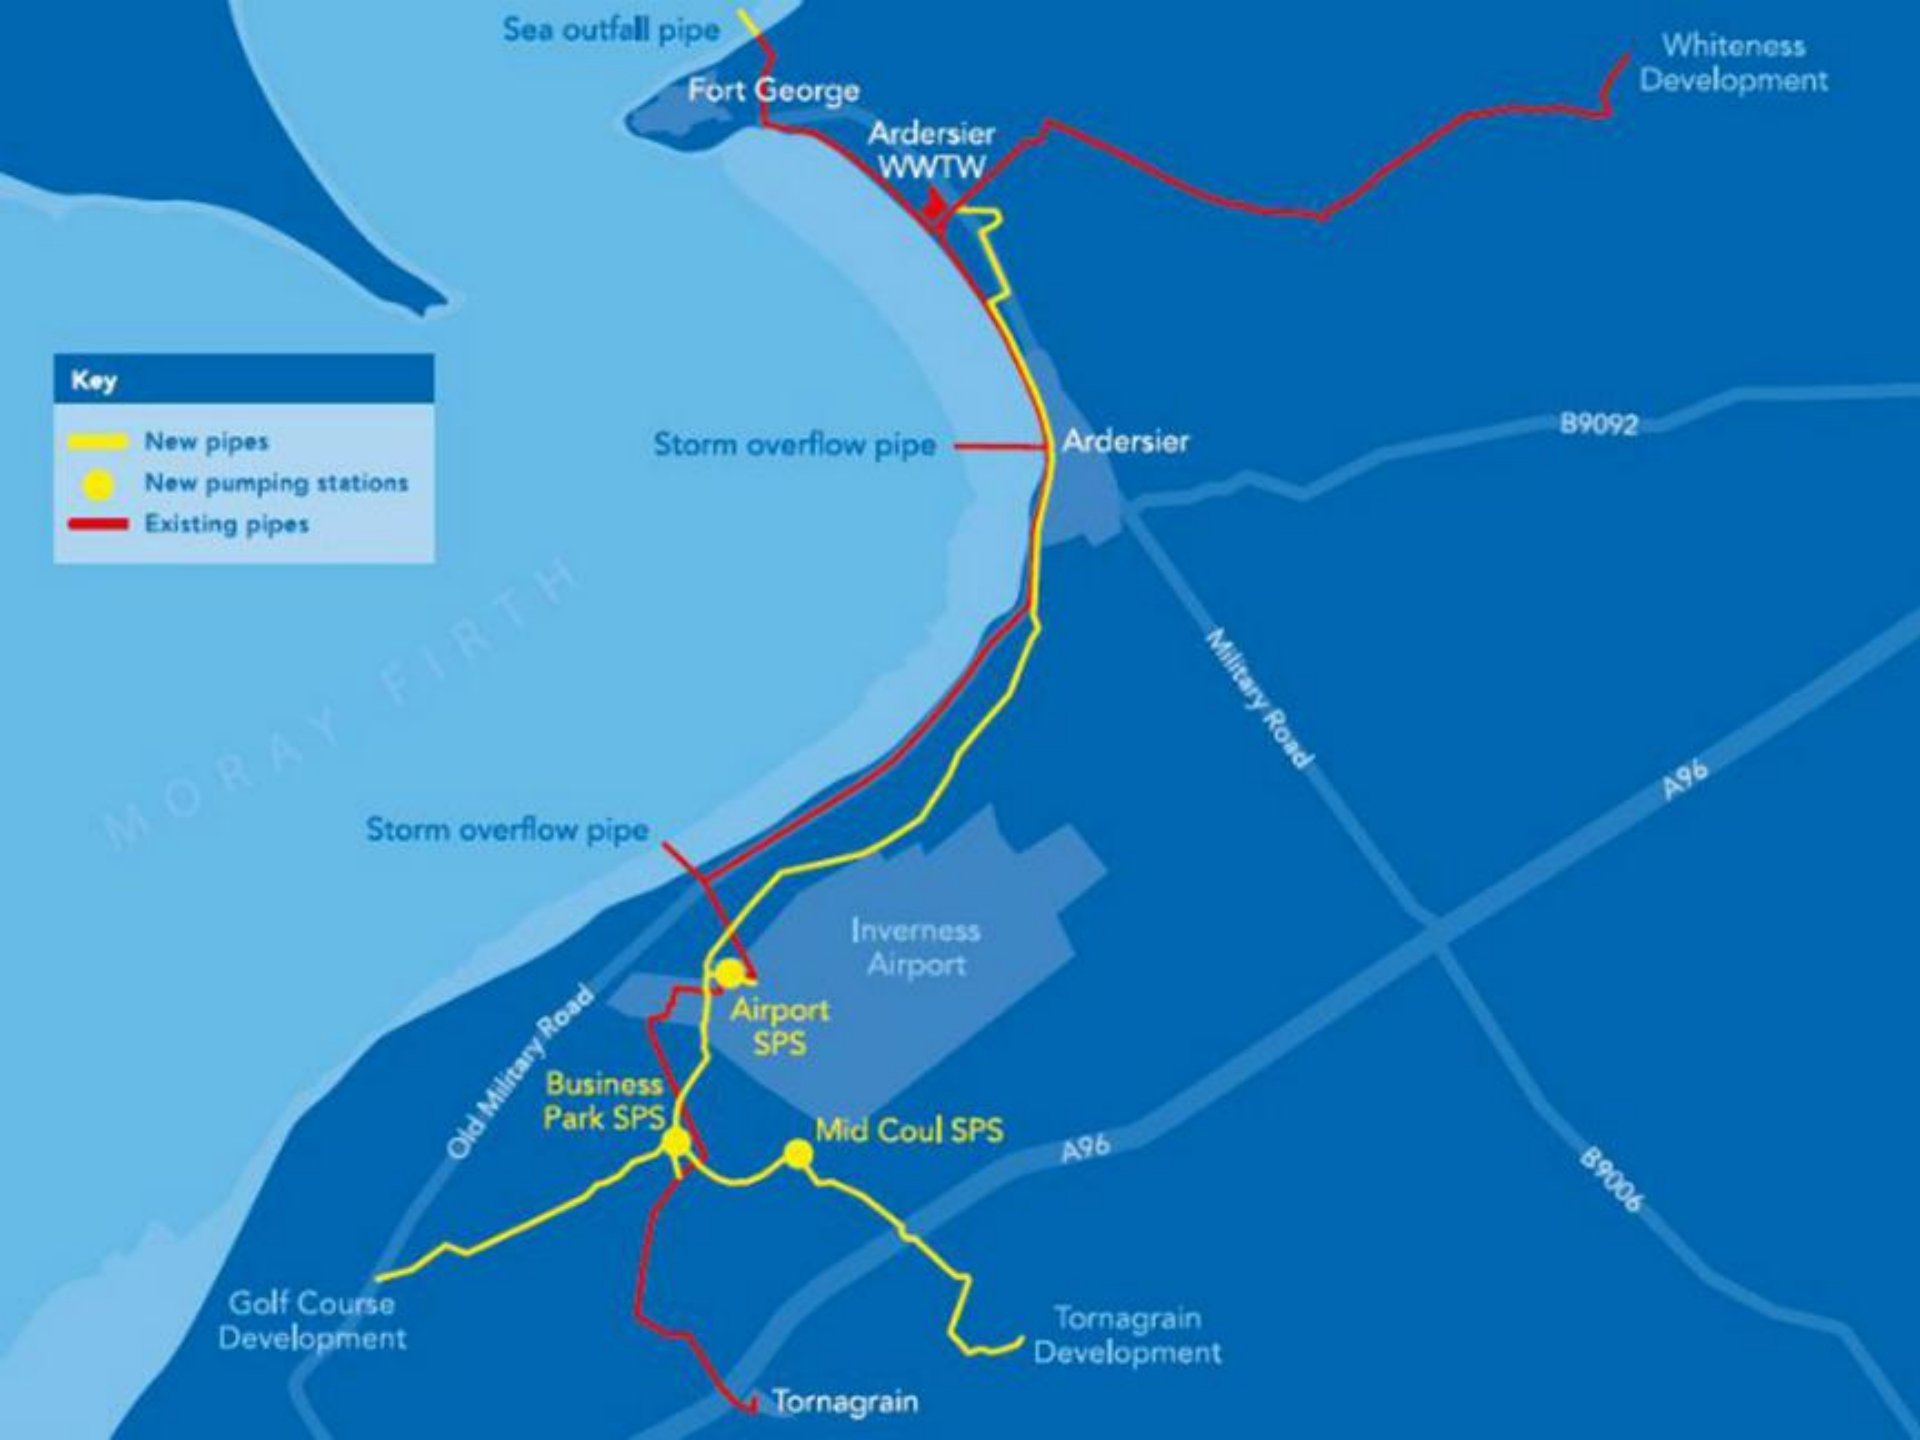 Sea outfall pipe
Whiteness
Development
Fort George
Ardersier
WWTW
Key
New pipes
New pumping stations
Existing pipes
Storm overflow pipe
Ardersier
B9092
MORAY FIRTH
Military Road
A96
Storm overflow pipe
Inverness
Airport
Airport
SPS
Old Military Road
Business
Park SPS
Mid Coul SPS
A96
B9006
Golf Course
Development
Tornagrain
Development
Tornagrain